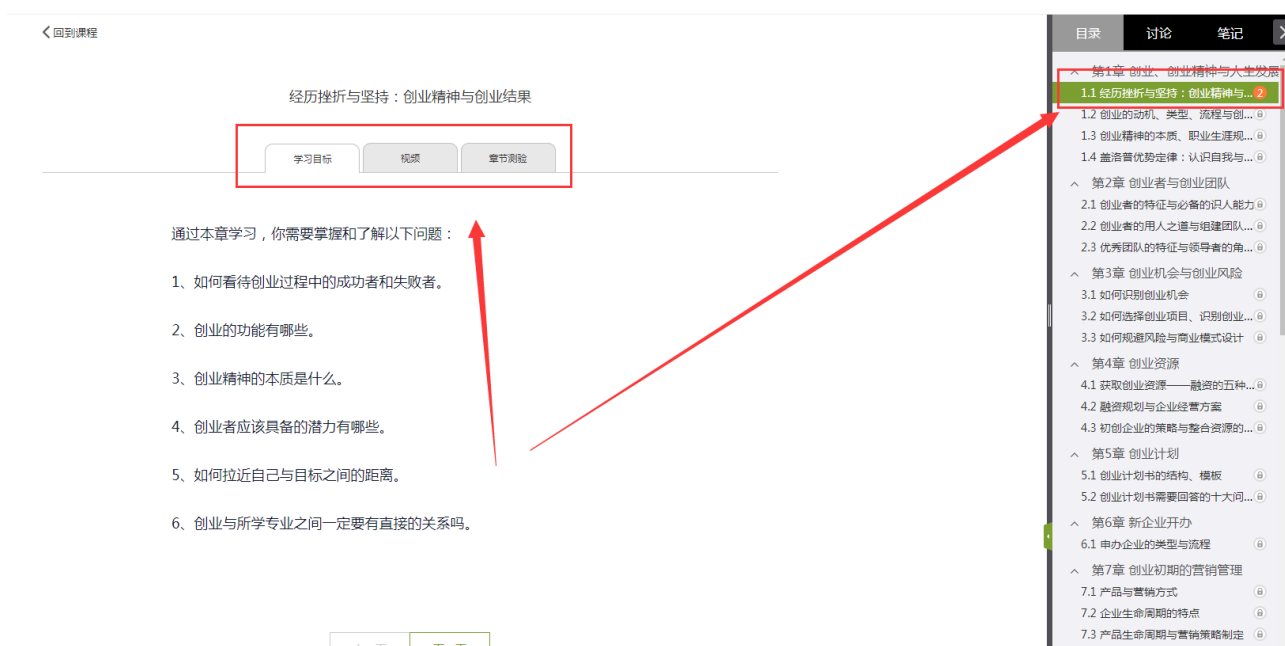 回到课程
经历挫折与坚持：创业精神与创业结果
学习目标
视频
章节测验
通过本章学习，你需要掌握和了解以下问题：
1、如何看待创业过程中的成功者和失败者。
2、创业的功能有哪些。
3、创业精神的本质是什么。
4、创业者应该具备的潜力有哪些。
5、如何拉近自己与目标之间的距离。
6、创业与所学专业之间一定要有直接的关系吗。
目录 讨论 笔记
第1章 创业、创业精神与人生发展
1.1 经历挫折与坚持：创业精神与... 2
1.2 创业的动机、类型、流程与创...
1.3 创业精神的本质、职业生涯规...
1.4 盖洛普优势定律：认识自我与...
第2章 创业者与创业团队
2.1 创业者的特征与必备的识人能力
2.2 创业者的用人之道与组建团队...
2.3 优秀团队的特征与领导者的角...
第3章 创业机会与创业风险
3.1 如何识别创业机会
3.2 如何选择创业项目、识别创业...
3.3 如何规避风险与商业模式设计
第4章 创业资源
4.1 获取创业资源——融资的五种...
4.2 融资规划与企业经营方案
4.3 初创企业的策略与整合资源的...
第5章 创业计划
5.1 创业计划书的结构、模板
5.2 创业计划书需要回答的十大问...
第6章 新企业开办
6.1 申办企业的类型与流程
第7章 创业初期的营销管理
7.1 产品与营销方式
7.2 企业生命周期的特点
7.3 产品生命周期与营销策略制定